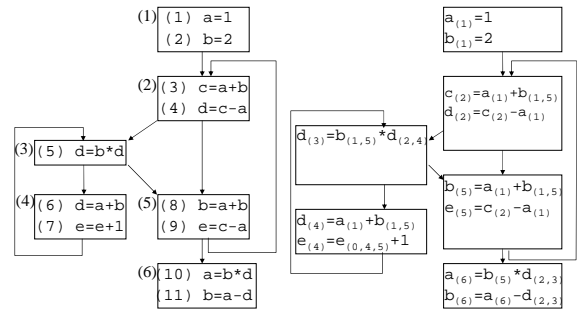 (1) (1) a=1
(2) b=2
(2) (3) c=a+b
(4) d=c-a
(3) (5) d=b*d
(4) (6) d=a+b
(7) e=e+1
(5) (8) b=a+b
(9) e=c-a
(6) (10) a=b*d
(11) b=a-d
a(1)=1
b(1)=2
c(2)=a(1)+b(1,5)
d(2)=c(2)-a(1)
d(3)=b(1,5)*d(2,4)
d(4)=a(1)+b(1,5)
e(4)=e(0,4,5)+1
b(5)=a(1)+b(1,5)
e(5)=c(2)-a(1)
a(6)=b(5)*d(2,3)
b(6)=a(6)-d(2,3)